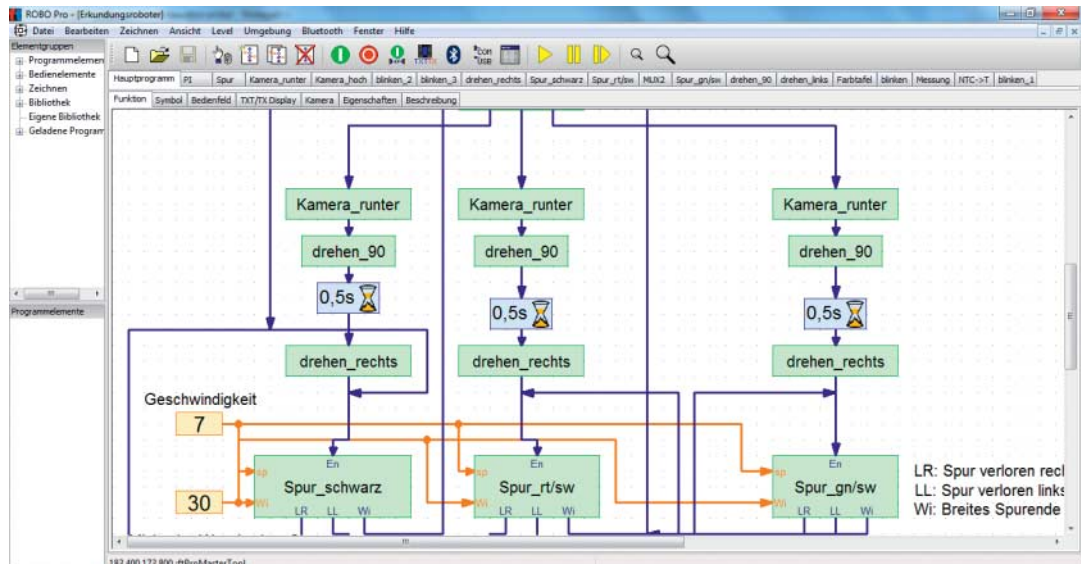 ROBO Pro - [Erkundungsroboter]
Datei Bearbeiten Zeichnen Ansicht Level Umgebung Bluetooth Fenster Hilfe
Elementgruppen
Programmelemen
Bedienelemente
Zeichnen
Bibliothek
Eigene Bibliothek
Geladene Program
Programmelemente
COM
USB
Hauptprogramm PI Spur Kamera_runter Kamera_hoch blinken_2 blinken_3 drehen_rechts Spur_schwarz Spur_rt/sw MUX2 Spur_gn/sw drehen_90 drehen_links Farbtafel blinken Messung NTC->T blinken_1
Funktion Symbol Bedienfeld TXT/TX Display Kamera Eigenschaften Beschreibung
Kamera_runter Kamera_runter Kamera_runter
drehen_90 drehen_90 drehen_90
0,5s 0,5s 0,5s
drehen_rechts drehen_rechts drehen_rechts
Geschwindigkeit
7
30
En En En
sp sp sp
Spur_schwarz Spur_rt/sw Spur_gn/sw
Wi Wi Wi
LR LL Wi LR LL Wi LR LL Wi
LR: Spur verloren recl
LL: Spur verloren links
Wi: Breites Spurende